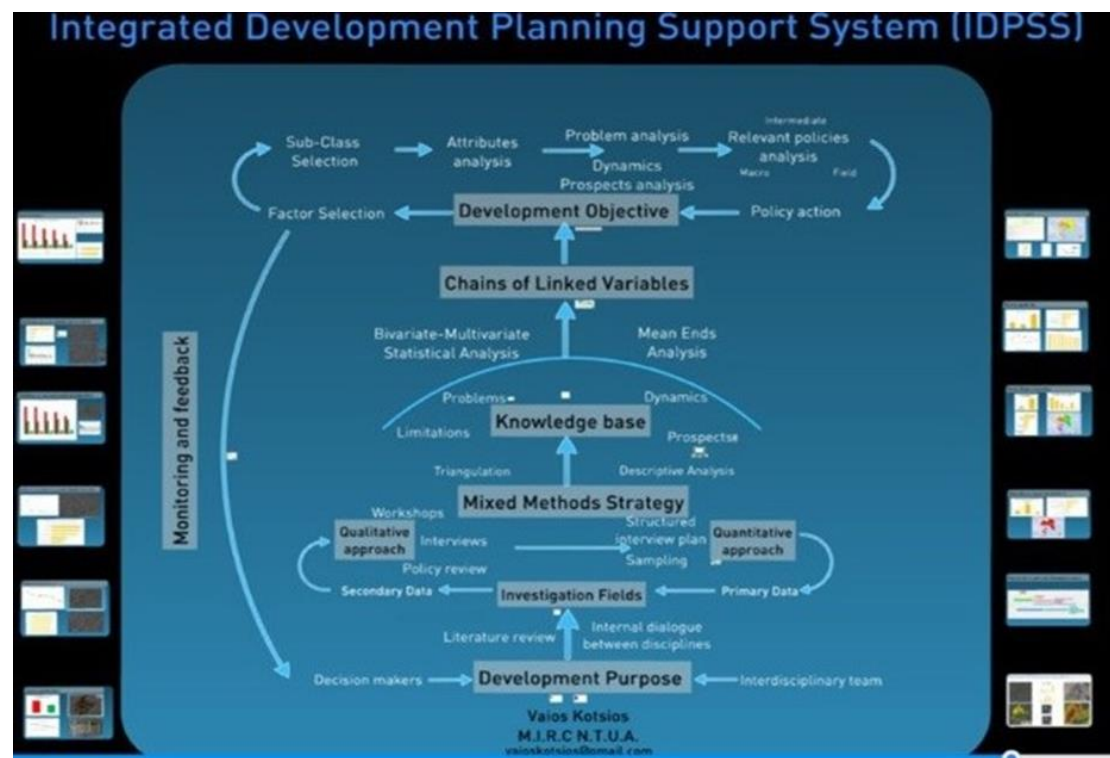 Integrated Development Planning Support System (IDPSS)
Intermediate
Sub-Class
Selection
Attributes
analysis
Problem analysis
Dynamics
Prospects analysis
Relevant policies
analysis
Macro
Field
Factor Selection
Development Objective
Policy action
Chains of Linked Variables
Bivariate-Multivariate
Statistical Analysis
Mean Ends
Analysis
Monitoring and feedback
Problems
Dynamics
Knowledge base
Limitations
Prospects
Triangulation
Descriptive Analysis
Mixed Methods Strategy
Workshops
Qualitative
approach
Interviews
Policy review
Structured
interview plan
Sampling
Quantitative
approach
Secondary Data
Investigation Fields
Primary Data
Literature review
Internal dialogue
between disciplines
Decision makers
Development Purpose
Interdisciplinary team
Vaios Kotsios
M.I.R.C N.T.U.A.
vaioskotsios@gmail.com